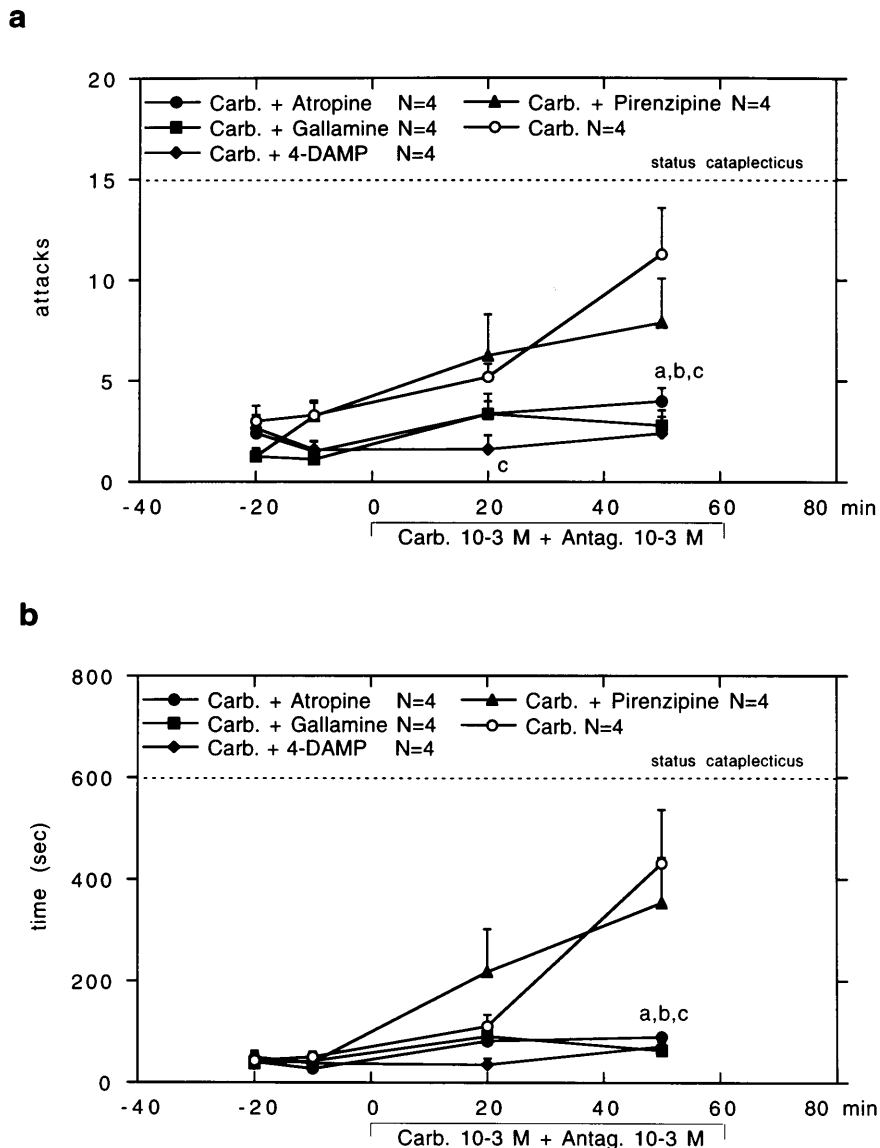 a
20
Carb. + Atropine N=4
Carb. + Pirenzipine N=4
Carb. + Gallamine N=4
Carb. N=4
Carb. + 4-DAMP N=4
status cataplecticus
15
attacks
10
a,b,c
5
c
0
-40 -20 0 20 40 60 80 min
Carb. 10-3 M + Antag. 10-3 M
b
800
Carb. + Atropine N=4
Carb. + Pirenzipine N=4
Carb. + Gallamine N=4
Carb. N=4
Carb. + 4-DAMP N=4
status cataplecticus
600
time (sec)
400
200
a,b,c
0
-40 -20 0 20 40 60 80 min
Carb. 10-3 M + Antag. 10-3 M